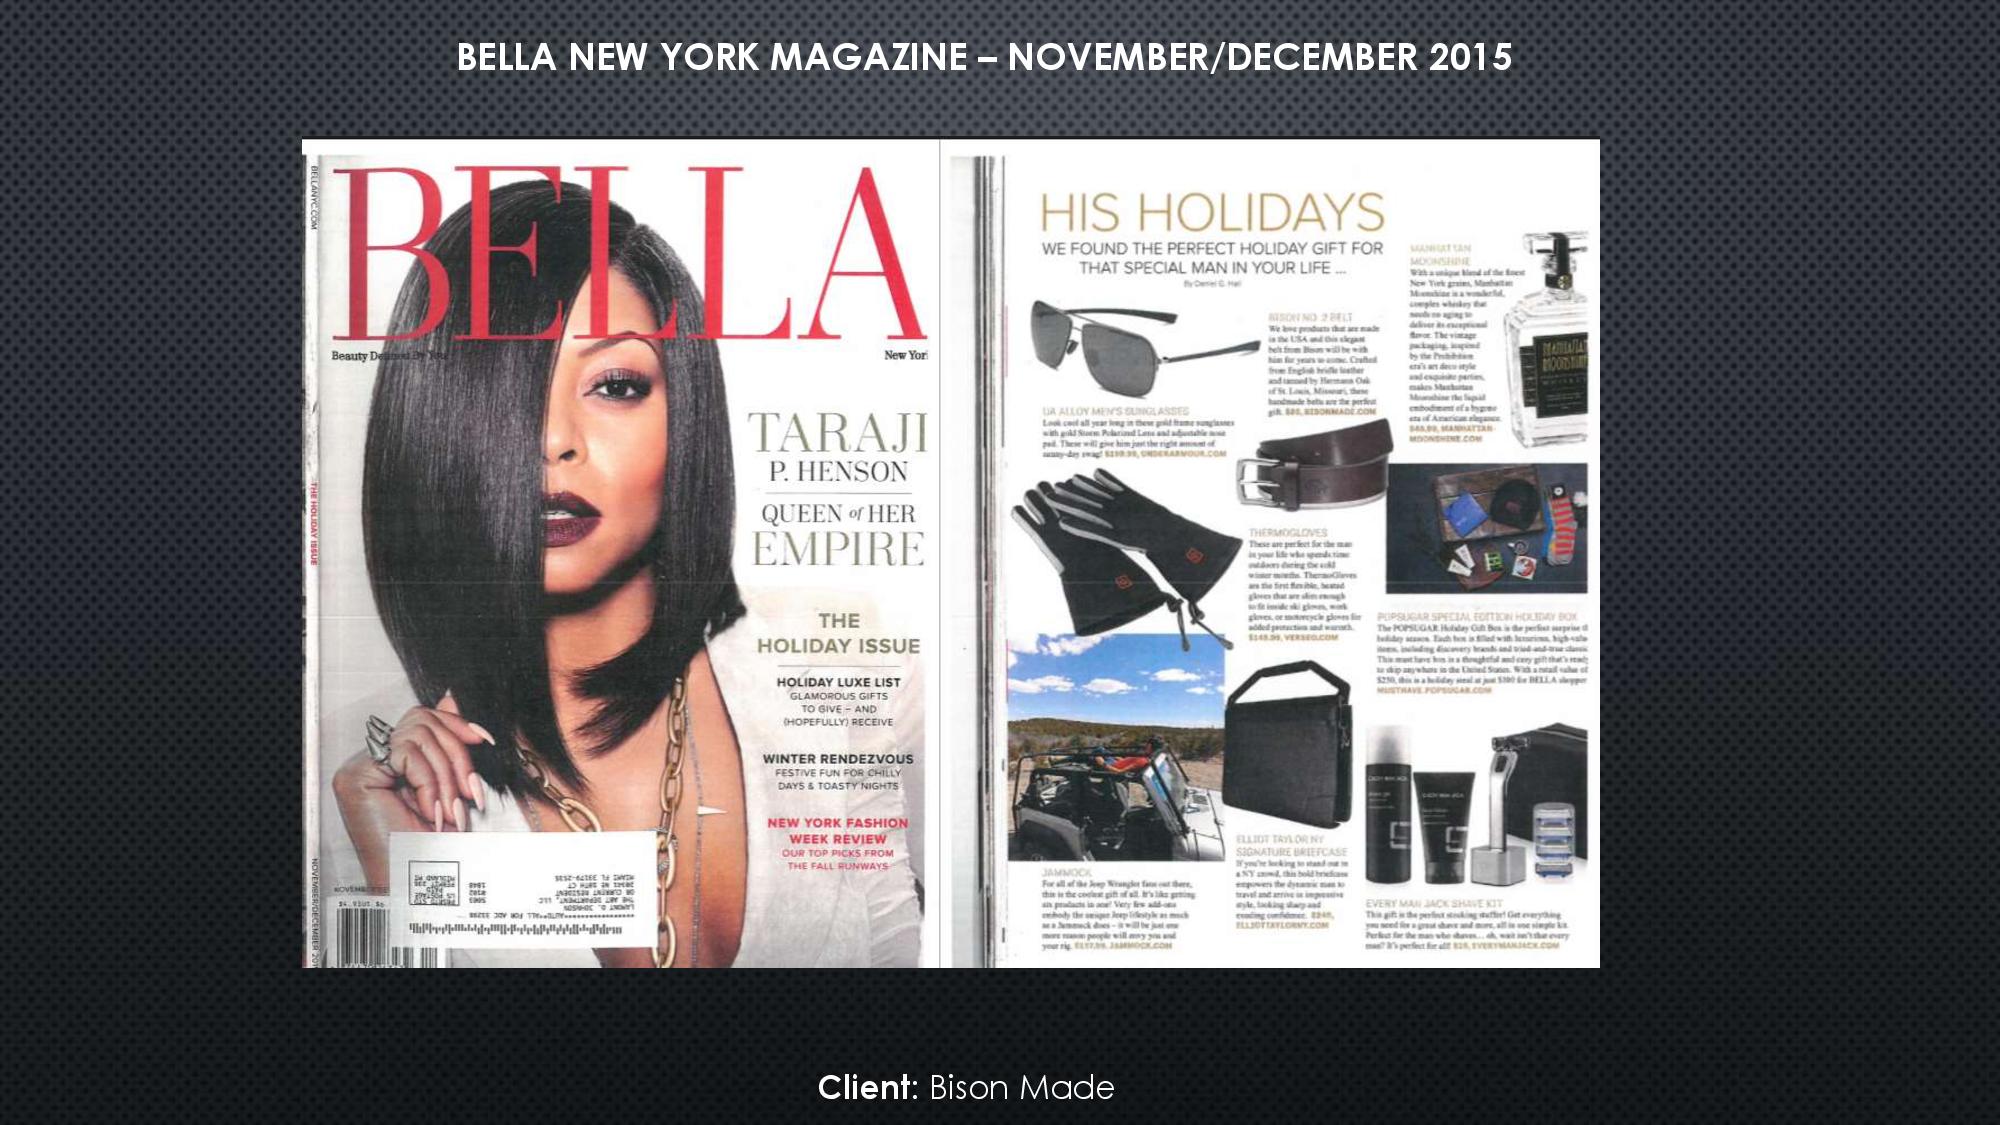 BELLA NEW YORK MAGAZINE – NOVEMBER/DECEMBER 2015
BELLANYC.COM
THE HOLIDAY ISSUE
NOVEMBER/DECEMBER 201
BELLA
Beauty Defined By You
New Yor
TARAJI
P. HENSON
QUEEN of HER
EMPIRE
THE
HOLIDAY ISSUE
HOLIDAY LUXE LIST
GLAMOROUS GIFTS
TO GIVE – AND
(HOPEFULLY) RECEIVE
WINTER RENDEZVOUS
FESTIVE FUN FOR CHILLY
DAYS & TOASTY NIGHTS
NEW YORK FASHION
WEEK REVIEW
OUR TOP PICKS FROM
THE FALL RUNWAYS
HIS HOLIDAYS
WE FOUND THE PERFECT HOLIDAY GIFT FOR
THAT SPECIAL MAN IN YOUR LIFE ...
By Daniel G. Hall
UA ALLOY MEN'S SUNGLASSES
Look cool all year long in these gold frame sunglasses
with gold Storm Polarized Lens and adjustable nose
pad. These will give him just the right amount of
sunny-day swag! $199.99, UNDERARMOUR.COM
BISON NO. 2 BELT
We love products that are made
in the USA and this elegant
belt from Bison will be with
him for years to come. Crafted
from English bridle leather
and tanned by Hermann Oak
of St. Louis, Missouri, these
handmade belts are the perfect
gift. $85, BISONMADE.COM
MANHATTAN
MOONSHINE
With a unique blend of the finest
New York grains, Manhattan
Moonshine is a wonderful,
complex whiskey that
needs no aging to
deliver its exceptional
flavor. The vintage
packaging, inspired
by the Prohibition
era's art deco style
and exquisite parties,
makes Manhattan
Moonshine the liquid
embodiment of a bygone
era of American elegance.
MANHATTAN-
MOONSHINE.COM
THERMOGLOVES
These are perfect for the man
in your life who spends time
outdoors during the cold
winter months. ThermoGloves
are the first flexible, heated
gloves that are slim enough
to fit inside ski gloves, work
gloves, or motorcycle gloves for
added protection and warmth.
$149.99, VERSEO.COM
POPSUGAR SPECIAL EDITION HOLIDAY BOX
The POPSUGAR Holiday Gift Box is the perfect surprise
holiday season. Each box is filled with luxurious, high-value
items, including discovery brands and tried-and-true classic
This must have box is a thoughtful and easy gift that's ready
to ship anywhere in the United States. With a retail value of
$250, this is a holiday steal at just $100 for BELLA shopper
MUSTHAVE.POPSUGAR.COM
JAMMOCK
For all of the Jeep Wrangler fans out there,
this is the coolest gift of all. It's like getting
six products in one! Very few add-ons
embody the unique Jeep lifestyle as much
as a Jammock does – it will be just one
more reason people will envy you and
your rig. JAMMOCK.COM
ELLIOT TAYLOR NY
SIGNATURE BRIEFCASE
If you're looking to stand out in
a NY crowd, this bold briefcase
empowers the dynamic man to
travel and arrive in impressive
style, looking sharp and
exuding confidence.
ELLIOTTAYLORNY.COM
EVERY MAN JACK SHAVE KIT
This gift is the perfect stocking stuffer! Get everything
you need for a great shave and more, all in one simple kit.
Perfect for the man who shaves... oh, wait isn't that every
man? It's perfect for all! EVERYMANJACK.COM
Client: Bison Made